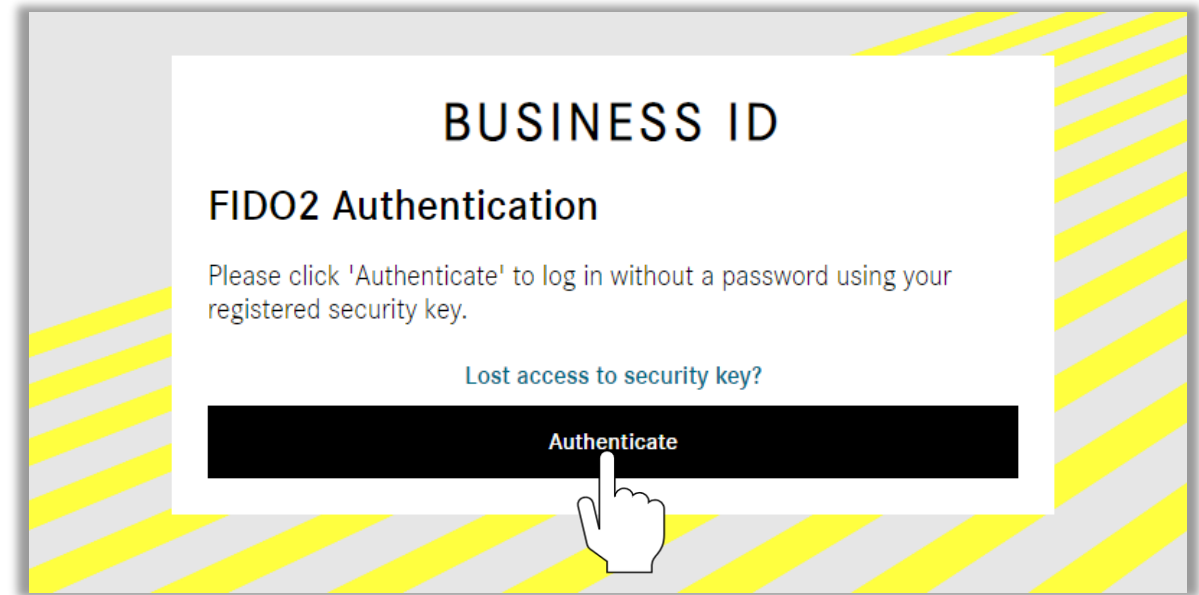 BUSINESS ID
FIDO2 Authentication
Please click 'Authenticate' to log in without a password using your
registered security key.
Lost access to security key?
Authenticate